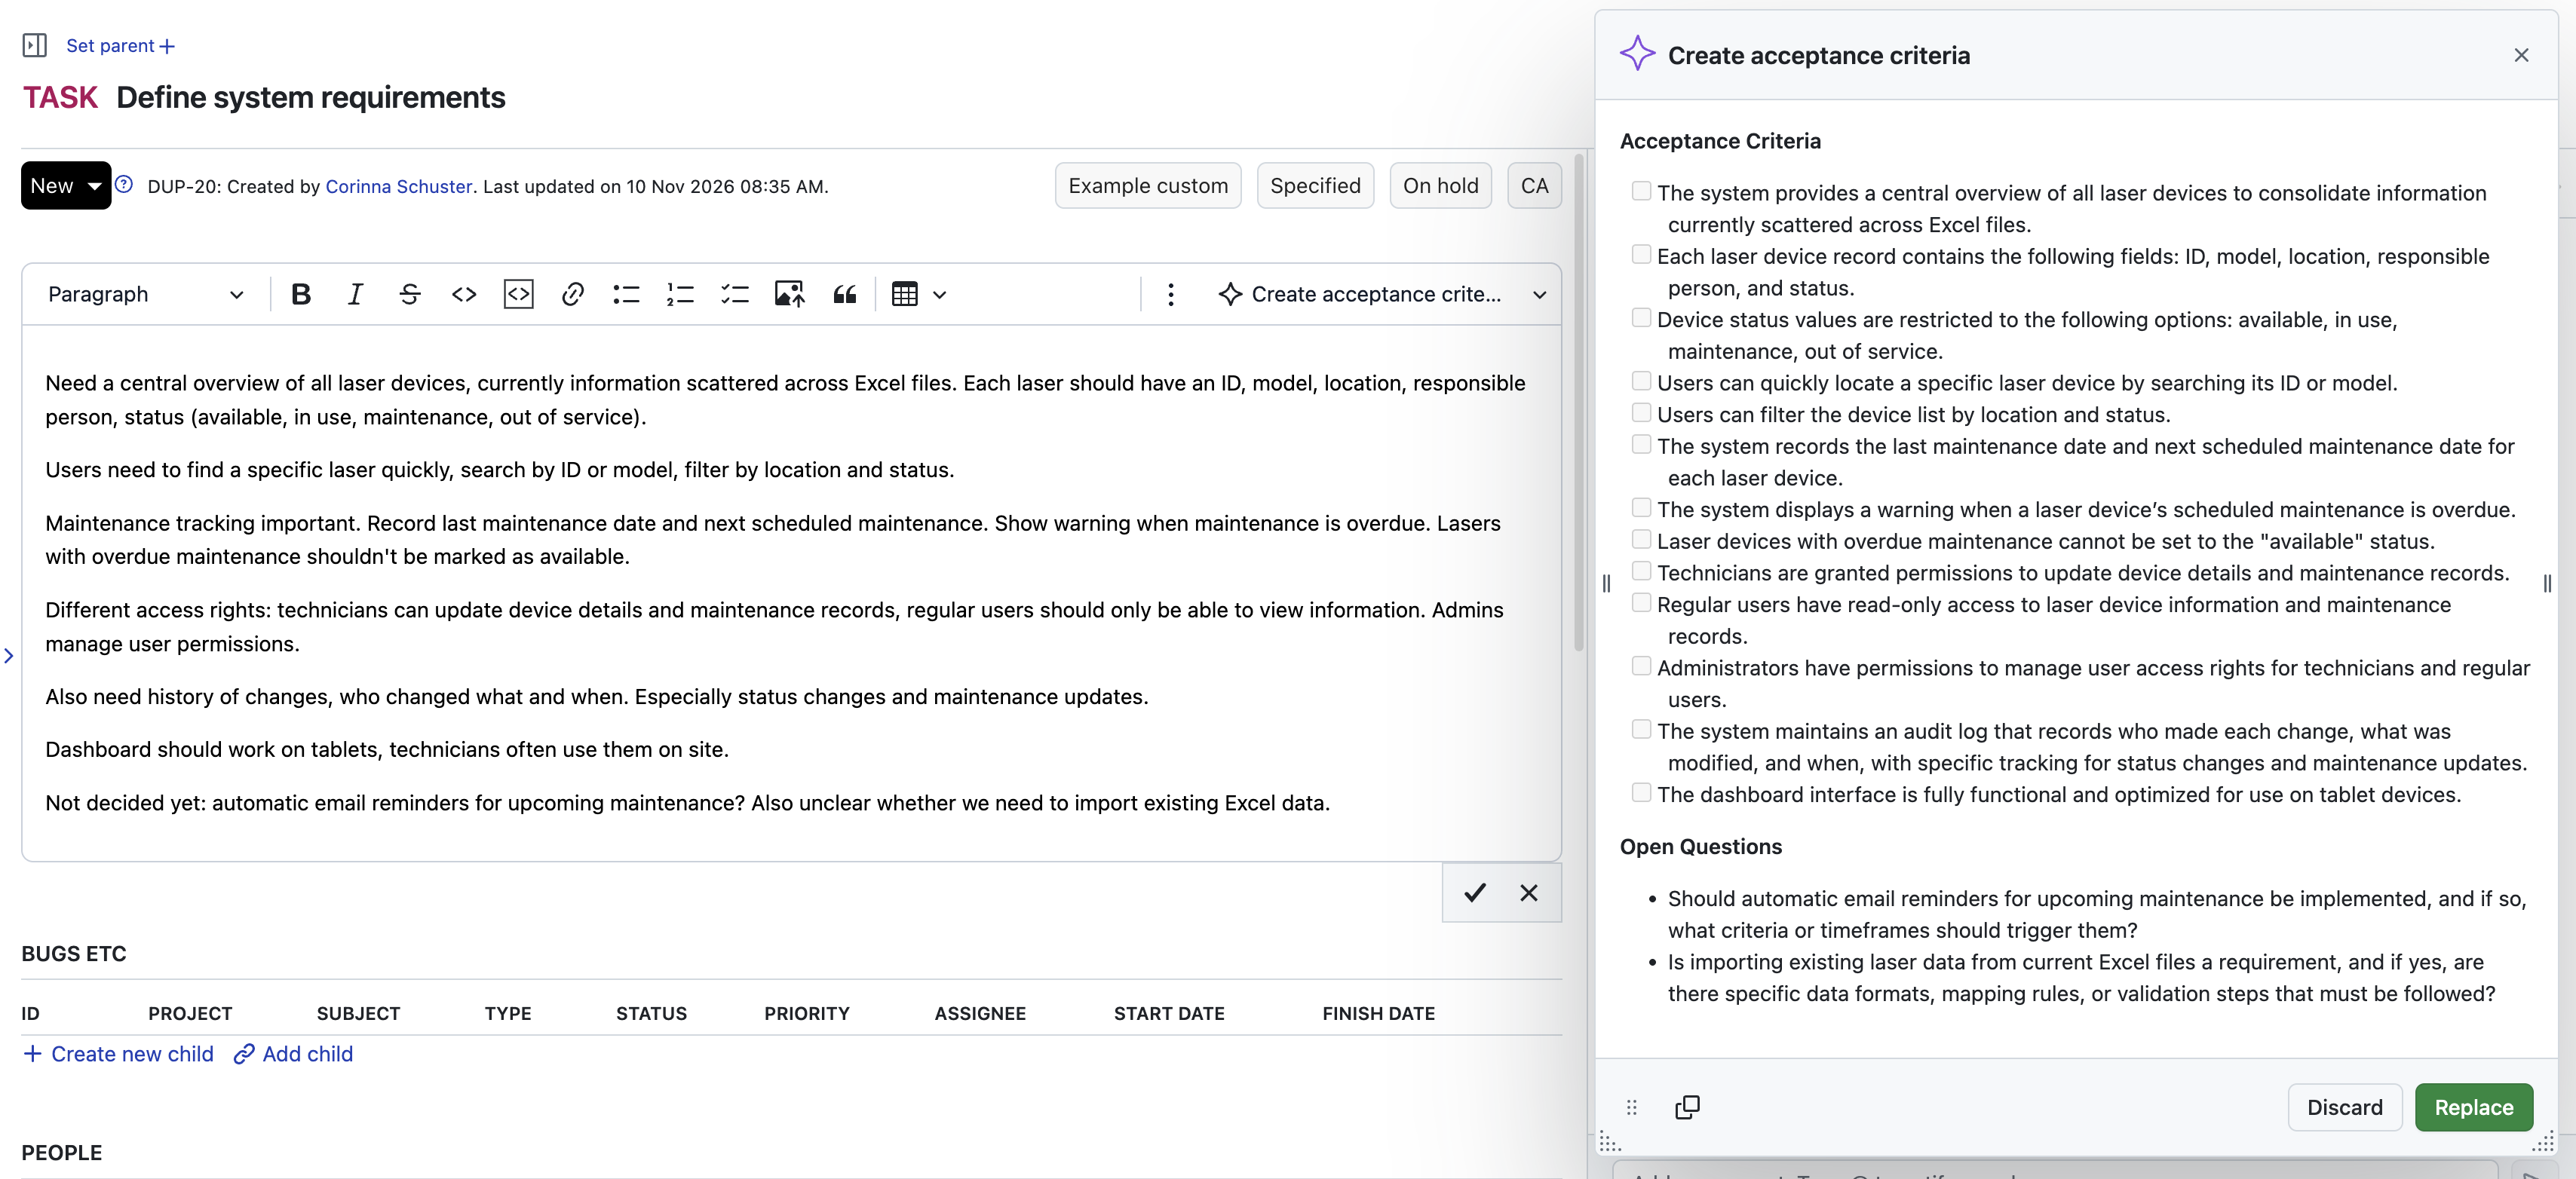 Set parent
TASK Define system requirements
New
DUP-20: Created by Corinna Schuster. Last updated on 10 Nov 2026 08:35 AM.
Example custom
Specified
On hold
CA
Paragraph
Create acceptance crite...
Need a central overview of all laser devices, currently information scattered across Excel files. Each laser should have an ID, model, location, responsible
person, status (available, in use, maintenance, out of service).
Users need to find a specific laser quickly, search by ID or model, filter by location and status.
Maintenance tracking important. Record last maintenance date and next scheduled maintenance. Show warning when maintenance is overdue. Lasers
with overdue maintenance shouldn't be marked as available.
Different access rights: technicians can update device details and maintenance records, regular users should only be able to view information. Admins
manage user permissions.
Also need history of changes, who changed what and when. Especially status changes and maintenance updates.
Dashboard should work on tablets, technicians often use them on site.
Not decided yet: automatic email reminders for upcoming maintenance? Also unclear whether we need to import existing Excel data.
BUGS ETC
ID PROJECT SUBJECT TYPE STATUS PRIORITY ASSIGNEE START DATE FINISH DATE
Create new child
Add child
PEOPLE
Create acceptance criteria
Acceptance Criteria
The system provides a central overview of all laser devices to consolidate information
currently scattered across Excel files.
Each laser device record contains the following fields: ID, model, location, responsible
person, and status.
Device status values are restricted to the following options: available, in use,
maintenance, out of service.
Users can quickly locate a specific laser device by searching its ID or model.
Users can filter the device list by location and status.
The system records the last maintenance date and next scheduled maintenance date for
each laser device.
The system displays a warning when a laser device’s scheduled maintenance is overdue.
Laser devices with overdue maintenance cannot be set to the "available" status.
Technicians are granted permissions to update device details and maintenance records.
Regular users have read-only access to laser device information and maintenance
records.
Administrators have permissions to manage user access rights for technicians and regular
users.
The system maintains an audit log that records who made each change, what was
modified, and when, with specific tracking for status changes and maintenance updates.
The dashboard interface is fully functional and optimized for use on tablet devices.
Open Questions
• Should automatic email reminders for upcoming maintenance be implemented, and if so,
what criteria or timeframes should trigger them?
• Is importing existing laser data from current Excel files a requirement, and if yes, are
there specific data formats, mapping rules, or validation steps that must be followed?
Discard
Replace